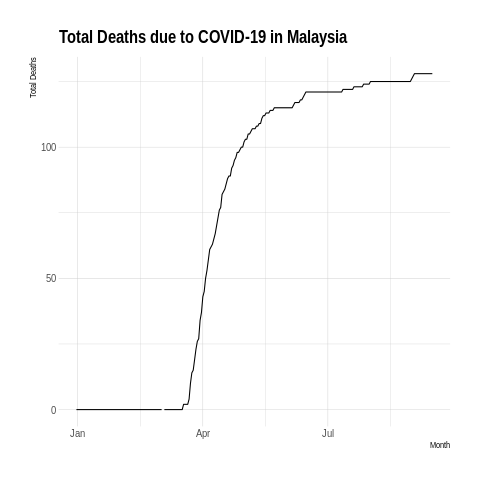 Total Deaths due to COVID-19 in Malaysia
Total Deaths
100
50
0
Jan
Apr
Jul
Month